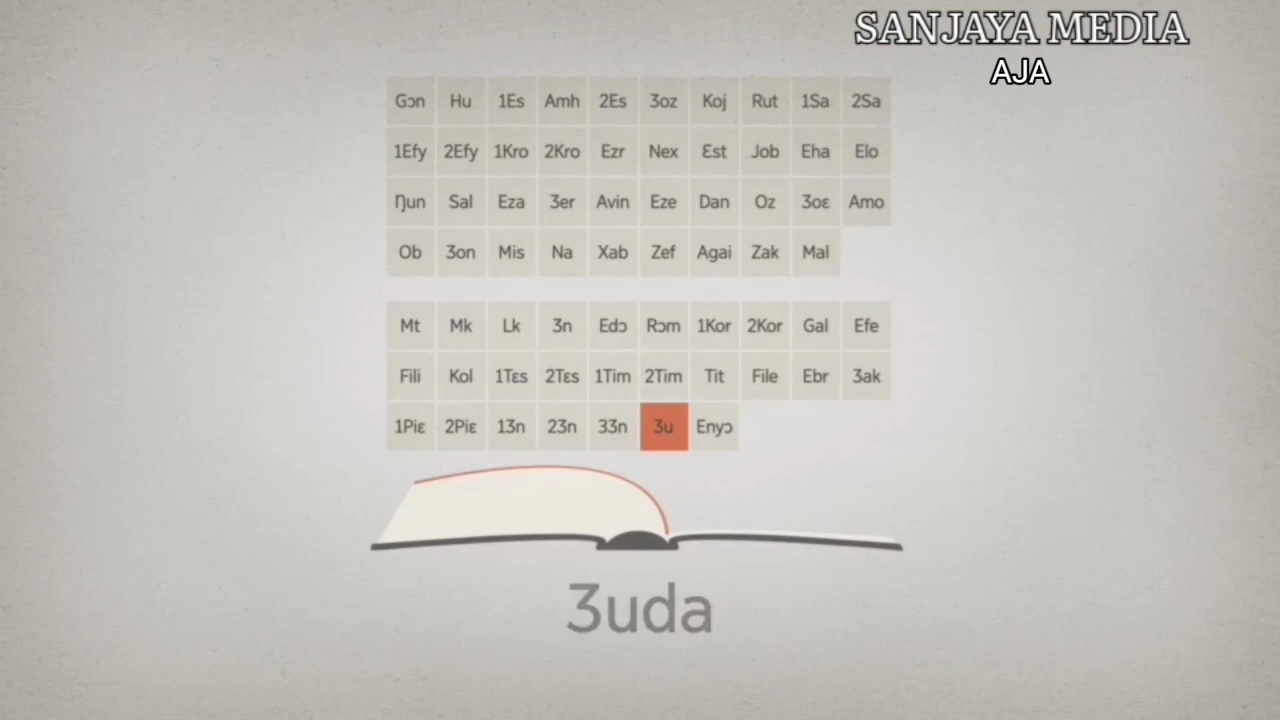 SANJAYA MEDIA
AJA
Gɔn Hu 1Es Amh 2Es 3oz Koj Rut 1Sa 2Sa
1Efy 2Efy 1Kro 2Kro Ezr Nex Ɛst Job Eha Elo
Ŋun Sal Eza 3er Avin Eze Dan Oz 3oɛ Amo
Ob 3on Mis Na Xab Zef Agai Zak Mal
Mt Mk Lk 3n Edɔ Rɔm 1Kor 2Kor Gal Efe
Fili Kol 1Tɛs 2Tɛs 1Tim 2Tim Tit File Ebr 3ak
1Piɛ 2Piɛ 13n 23n 33n 3u Enyɔ
3uda